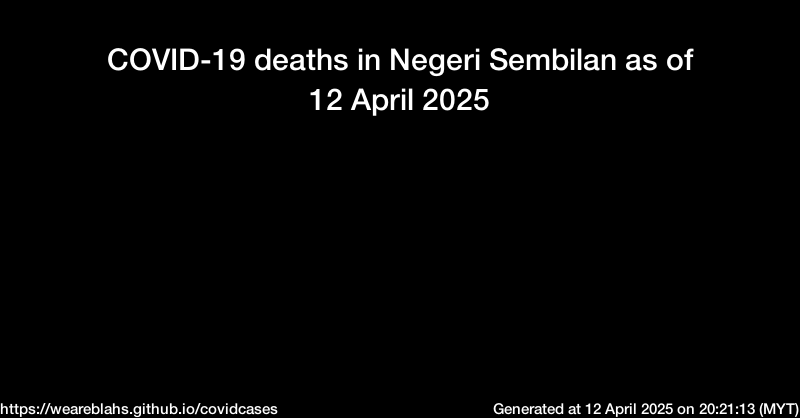 COVID-19 deaths in Negeri Sembilan as of
12 April 2025
https://weareblahs.github.io/covidcases
Generated at 12 April 2025 on 20:21:13 (MYT)